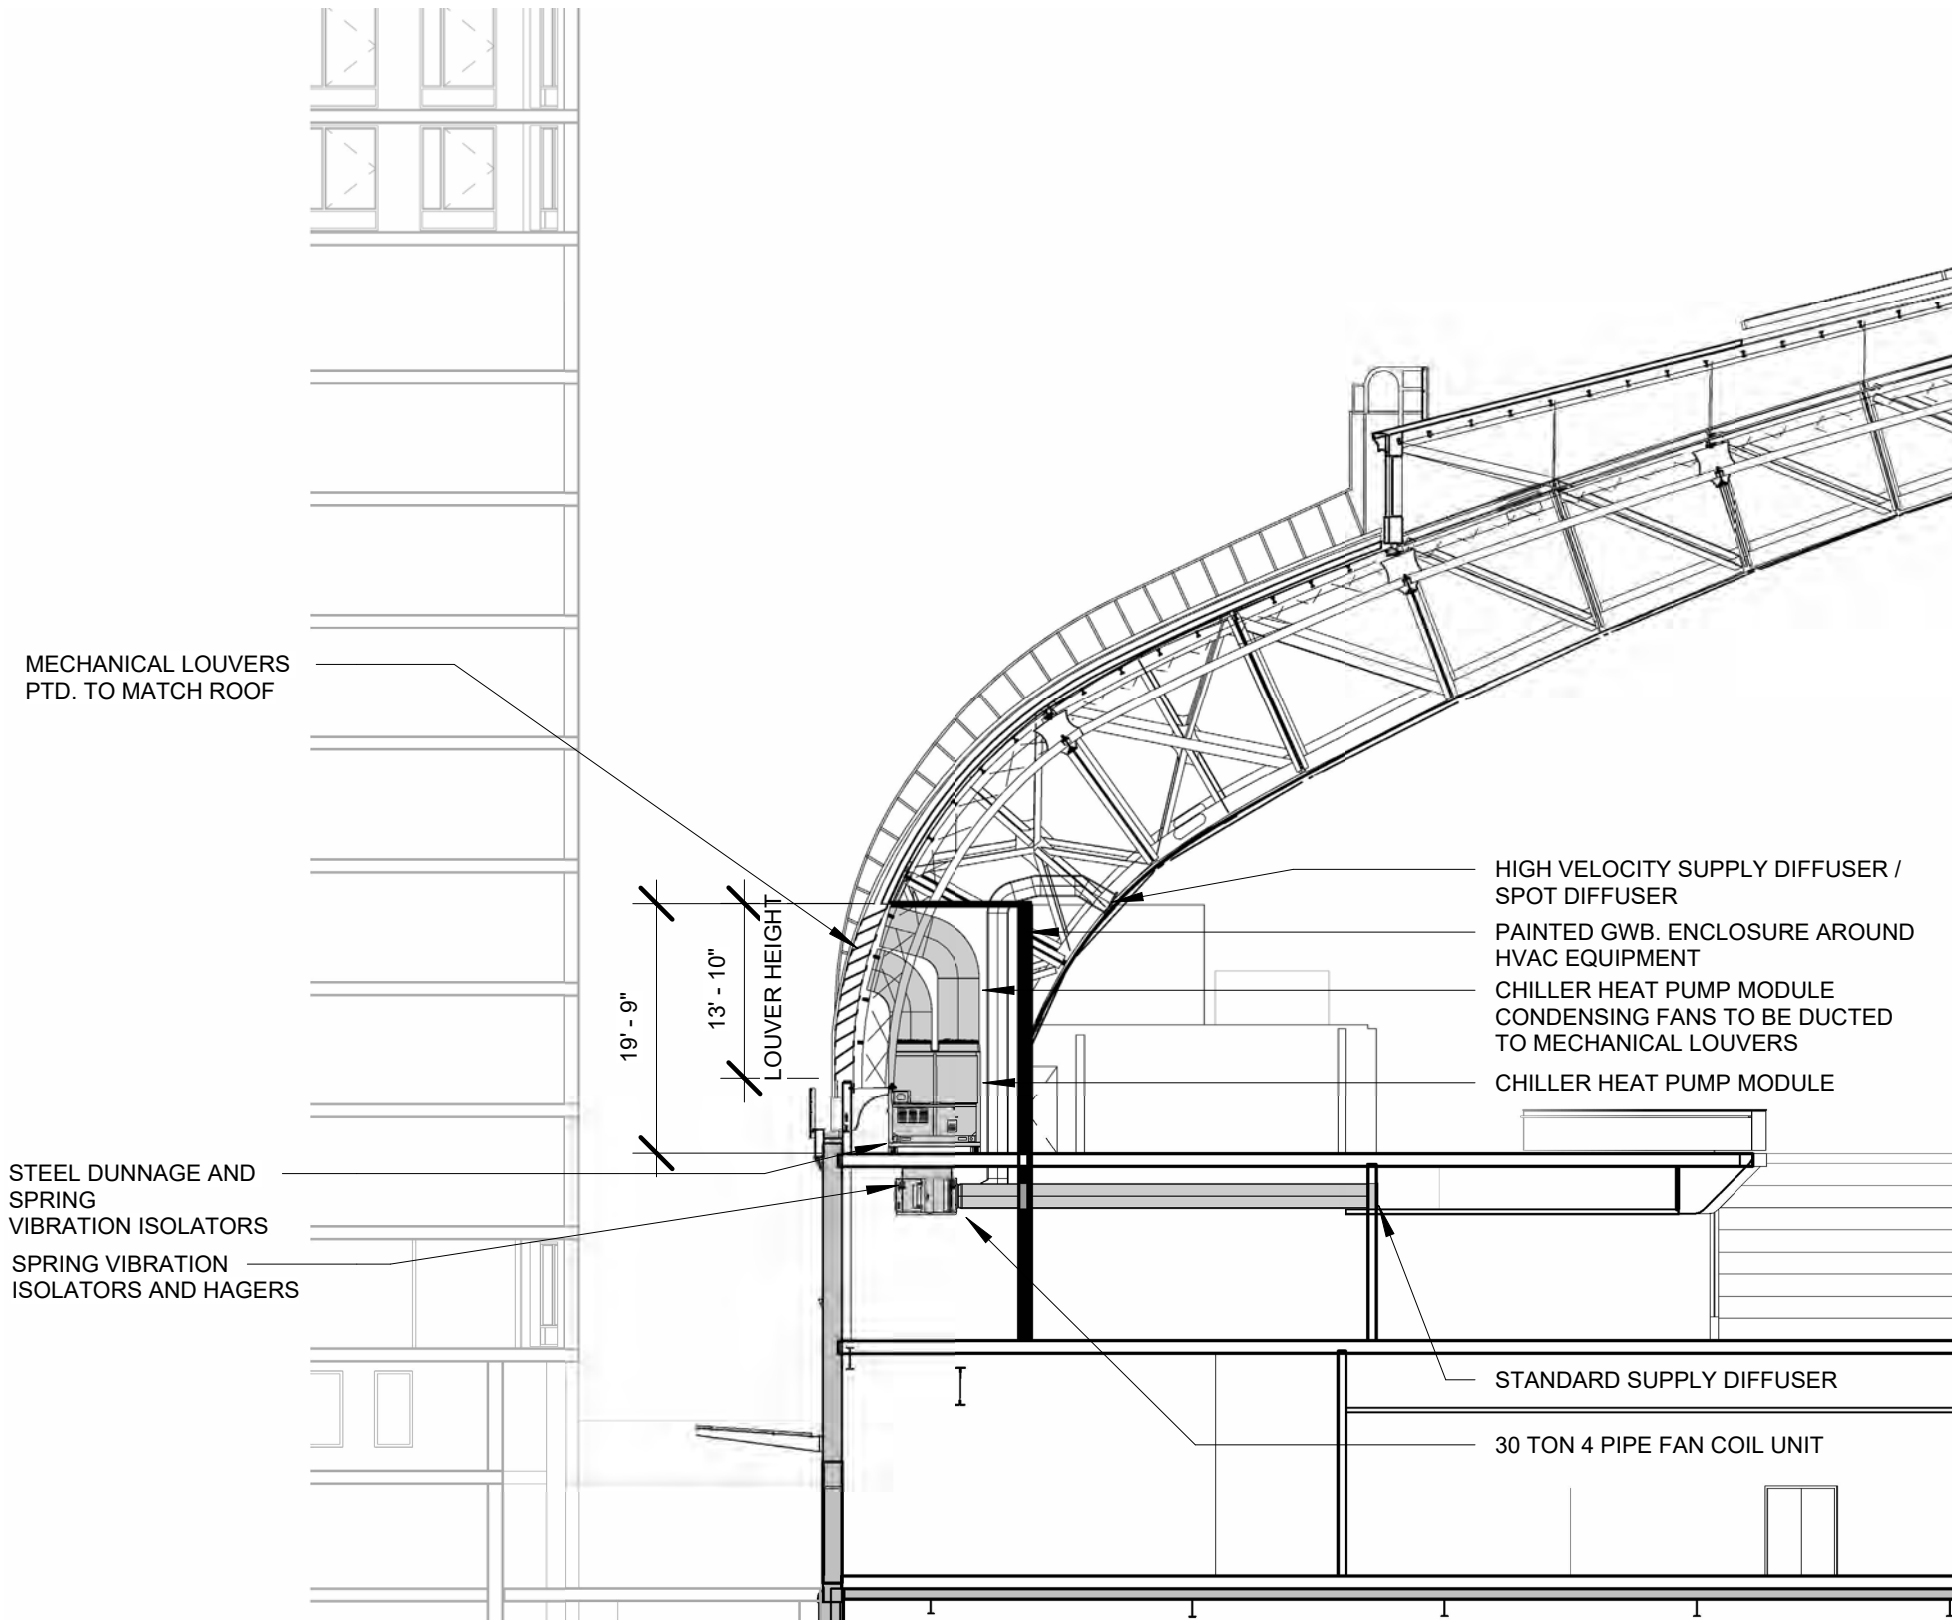 MECHANICAL LOUVERS
PTD. TO MATCH ROOF
19' - 9"
13' - 10"
LOUVER HEIGHT
HIGH VELOCITY SUPPLY DIFFUSER /
SPOT DIFFUSER
PAINTED GWB. ENCLOSURE AROUND
HVAC EQUIPMENT
CHILLER HEAT PUMP MODULE
CONDENSING FANS TO BE DUCTED
TO MECHANICAL LOUVERS
CHILLER HEAT PUMP MODULE
STEEL DUNNAGE AND
SPRING
VIBRATION ISOLATORS
SPRING VIBRATION
ISOLATORS AND HAGERS
STANDARD SUPPLY DIFFUSER
30 TON 4 PIPE FAN COIL UNIT